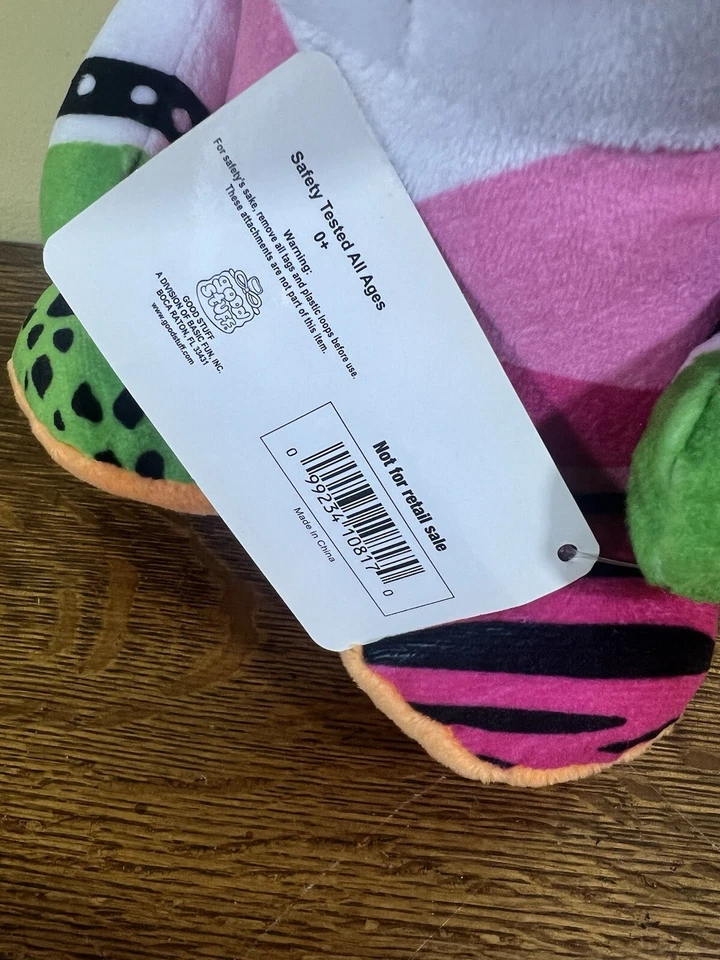 Safety Tested All Ages
0+
Warning:
For safety's sake, remove all tags and plastic loops before use.
These attachments are not part of this item.
good
STUFF
GOOD STUFF
A DIVISION OF BASIC FUN, INC.
BOCA RATON, FL 33431
www.goodstuff.com
Not for retail sale
0 99234 10817 0
Made in China